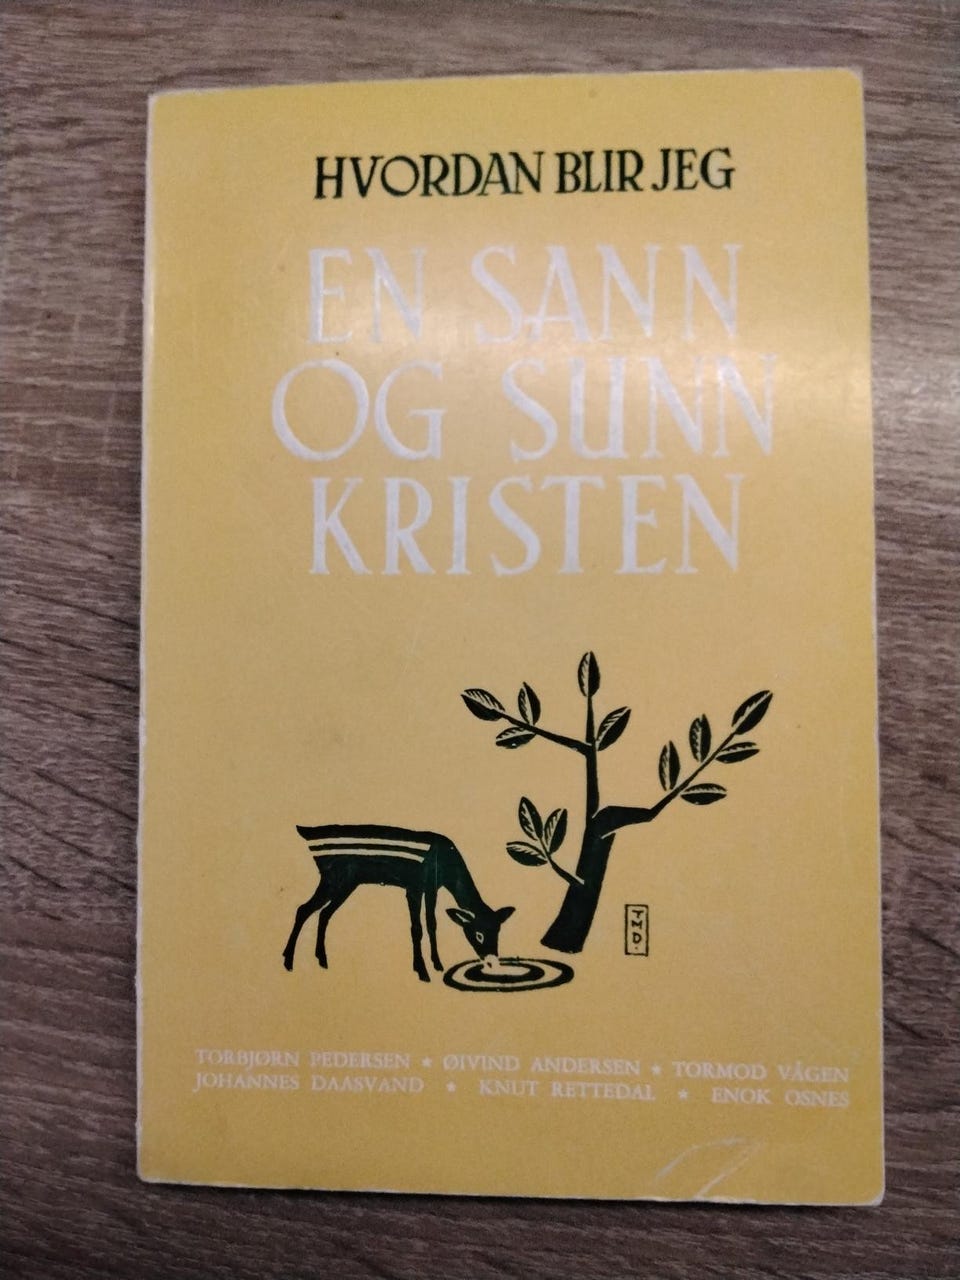 HVORDAN BLIR JEG
EN SANN
OG SUNN
KRISTEN
TMD.
TORBJØRN PEDERSEN ★ ØIVIND ANDERSEN ★ TORMOD VÅGEN
JOHANNES DAASVAND ★ KNUT RETTEDAL ★ ENOK OSNES